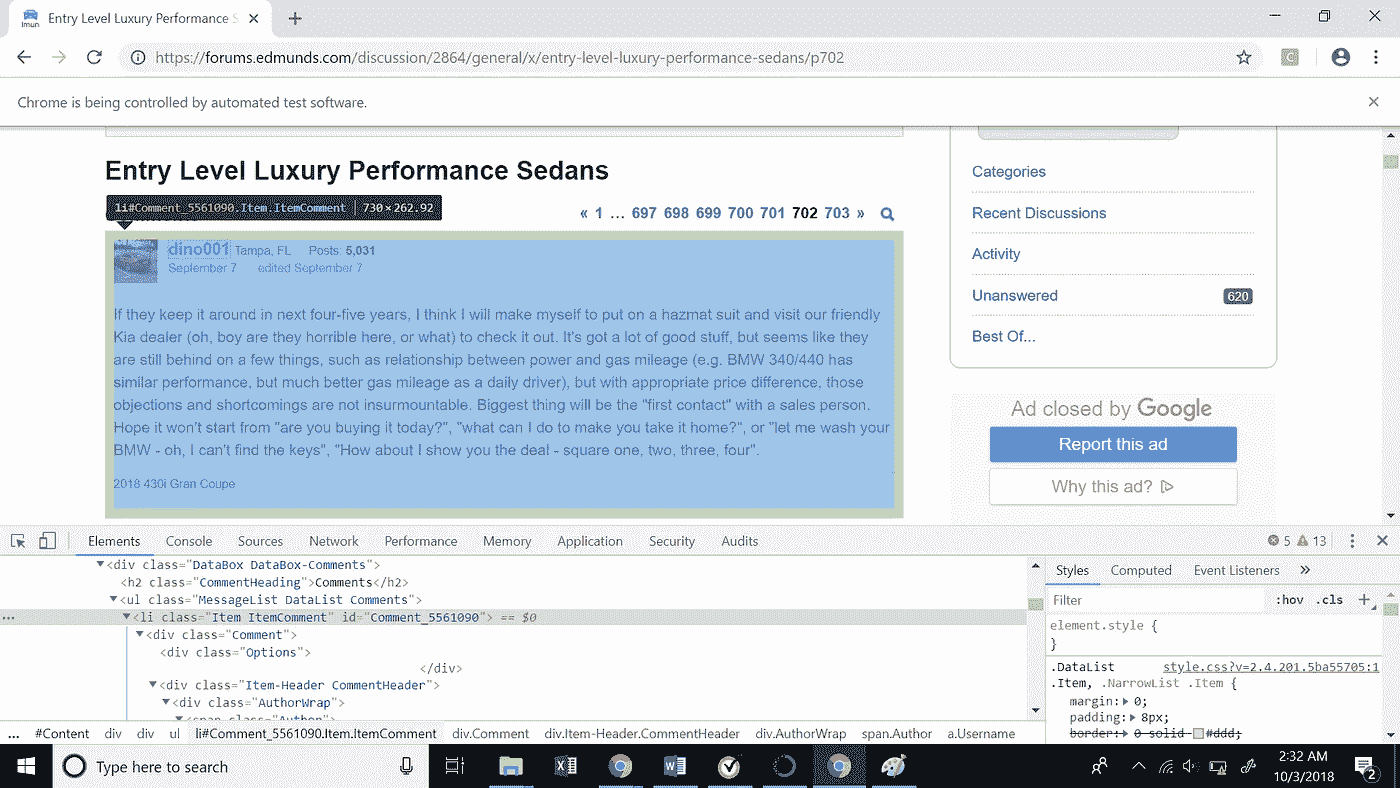 Imun
Entry Level Luxury Performance S
https://forums.edmunds.com/discussion/2864/general/x/entry-level-luxury-performance-sedans/p702
Chrome is being controlled by automated test software.
Entry Level Luxury Performance Sedans
li#Comment_5561090.Item.ItemComment | 730 × 262.92
« 1 … 697 698 699 700 701 702 703 »
dino001 Tampa, FL Posts: 5,031
September 7 edited September 7
If they keep it around in next four-five years, I think I will make myself to put on a hazmat suit and visit our friendly
Kia dealer (oh, boy are they horrible here, or what) to check it out. It's got a lot of good stuff, but seems like they
are still behind on a few things, such as relationship between power and gas mileage (e.g. BMW 340/440 has
similar performance, but much better gas mileage as a daily driver), but with appropriate price difference, those
objections and shortcomings are not insurmountable. Biggest thing will be the "first contact" with a sales person.
Hope it won't start from "are you buying it today?", "what can I do to make you take it home?", or "let me wash your
BMW - oh, I can't find the keys", "How about I show you the deal - square one, two, three, four".
2018 430i Gran Coupe
Categories
Recent Discussions
Activity
Unanswered 620
Best Of...
Ad closed by Google
Report this ad
Why this ad?
Elements Console Sources Network Performance Memory Application Security Audits 5 13
<div class="DataBox DataBox-Comments">
<h2 class="CommentHeading">Comments</h2>
<ul class="MessageList DataList Comments">
... <li class="Item ItemComment" id="Comment_5561090"> == $0
<div class="Comment">
<div class="Options">
</div>
<div class="Item-Header CommentHeader">
<div class="AuthorWrap">
<span class="Author">
... #Content div div ul li#Comment_5561090.Item.ItemComment div.Comment div.Item-Header.CommentHeader div.AuthorWrap span.Author a.Username
Styles Computed Event Listeners »
Filter :hov .cls +
element.style {
}
.DataList style.css?v=2.4.201.5ba55705:1
.Item, .NarrowList .Item {
margin: 0;
padding: 8px;
border: 0 solid #ddd;
Type here to search
2:32 AM
10/3/2018
2